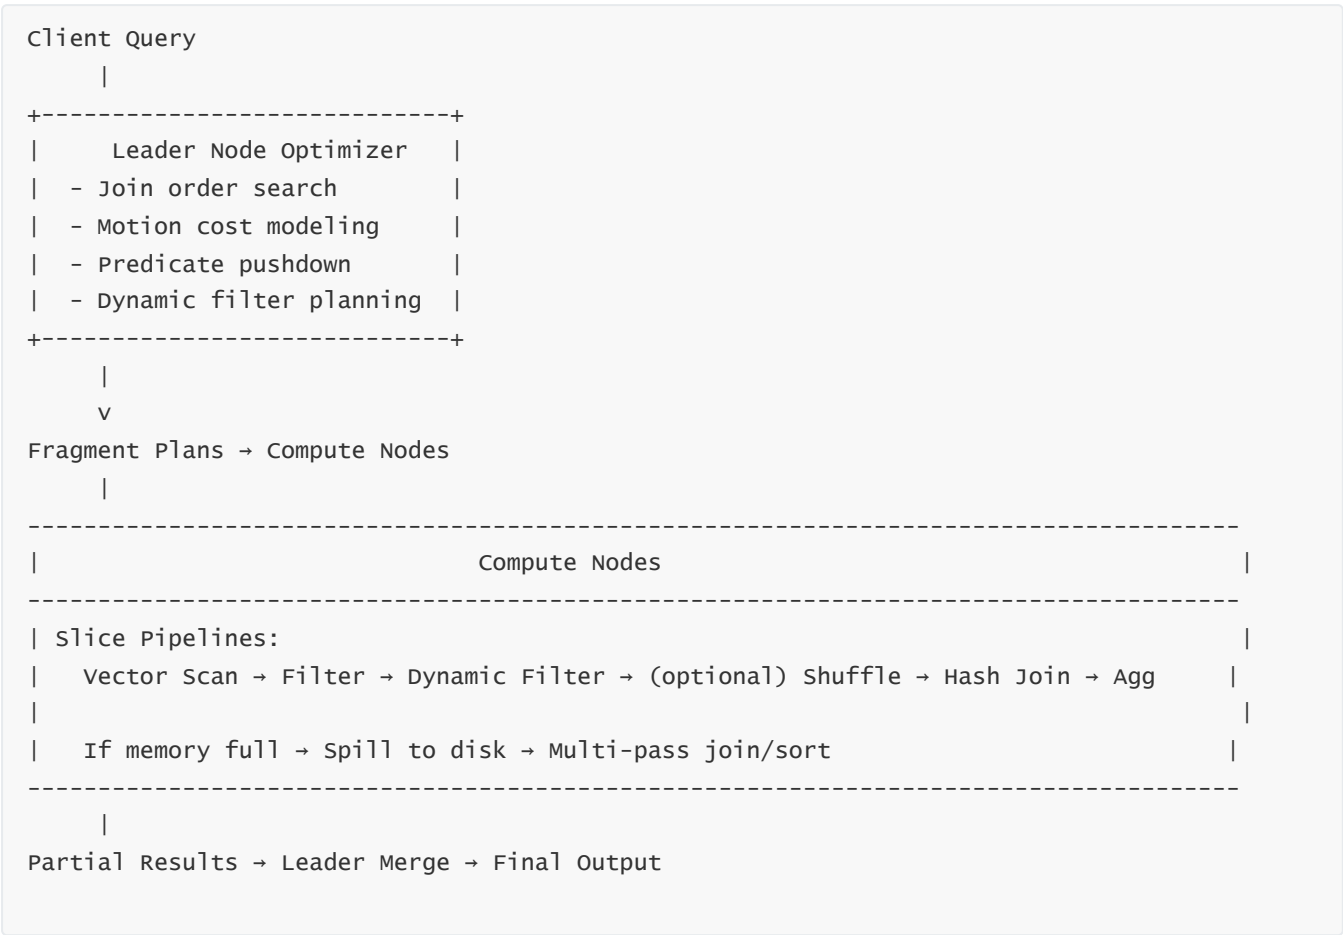 Client Query
     |
+-----------------------------+
|     Leader Node Optimizer   |
|  - Join order search        |
|  - Motion cost modeling     |
|  - Predicate pushdown       |
|  - Dynamic filter planning  |
+-----------------------------+
     |
     v
Fragment Plans → Compute Nodes
     |
--------------------------------------------------------------------------------------
|                               Compute Nodes                                         |
--------------------------------------------------------------------------------------
| Slice Pipelines:                                                                    |
|   Vector Scan → Filter → Dynamic Filter → (optional) Shuffle → Hash Join → Agg     |
|                                                                                     |
|   If memory full → Spill to disk → Multi-pass join/sort                            |
--------------------------------------------------------------------------------------
     |
Partial Results → Leader Merge → Final Output